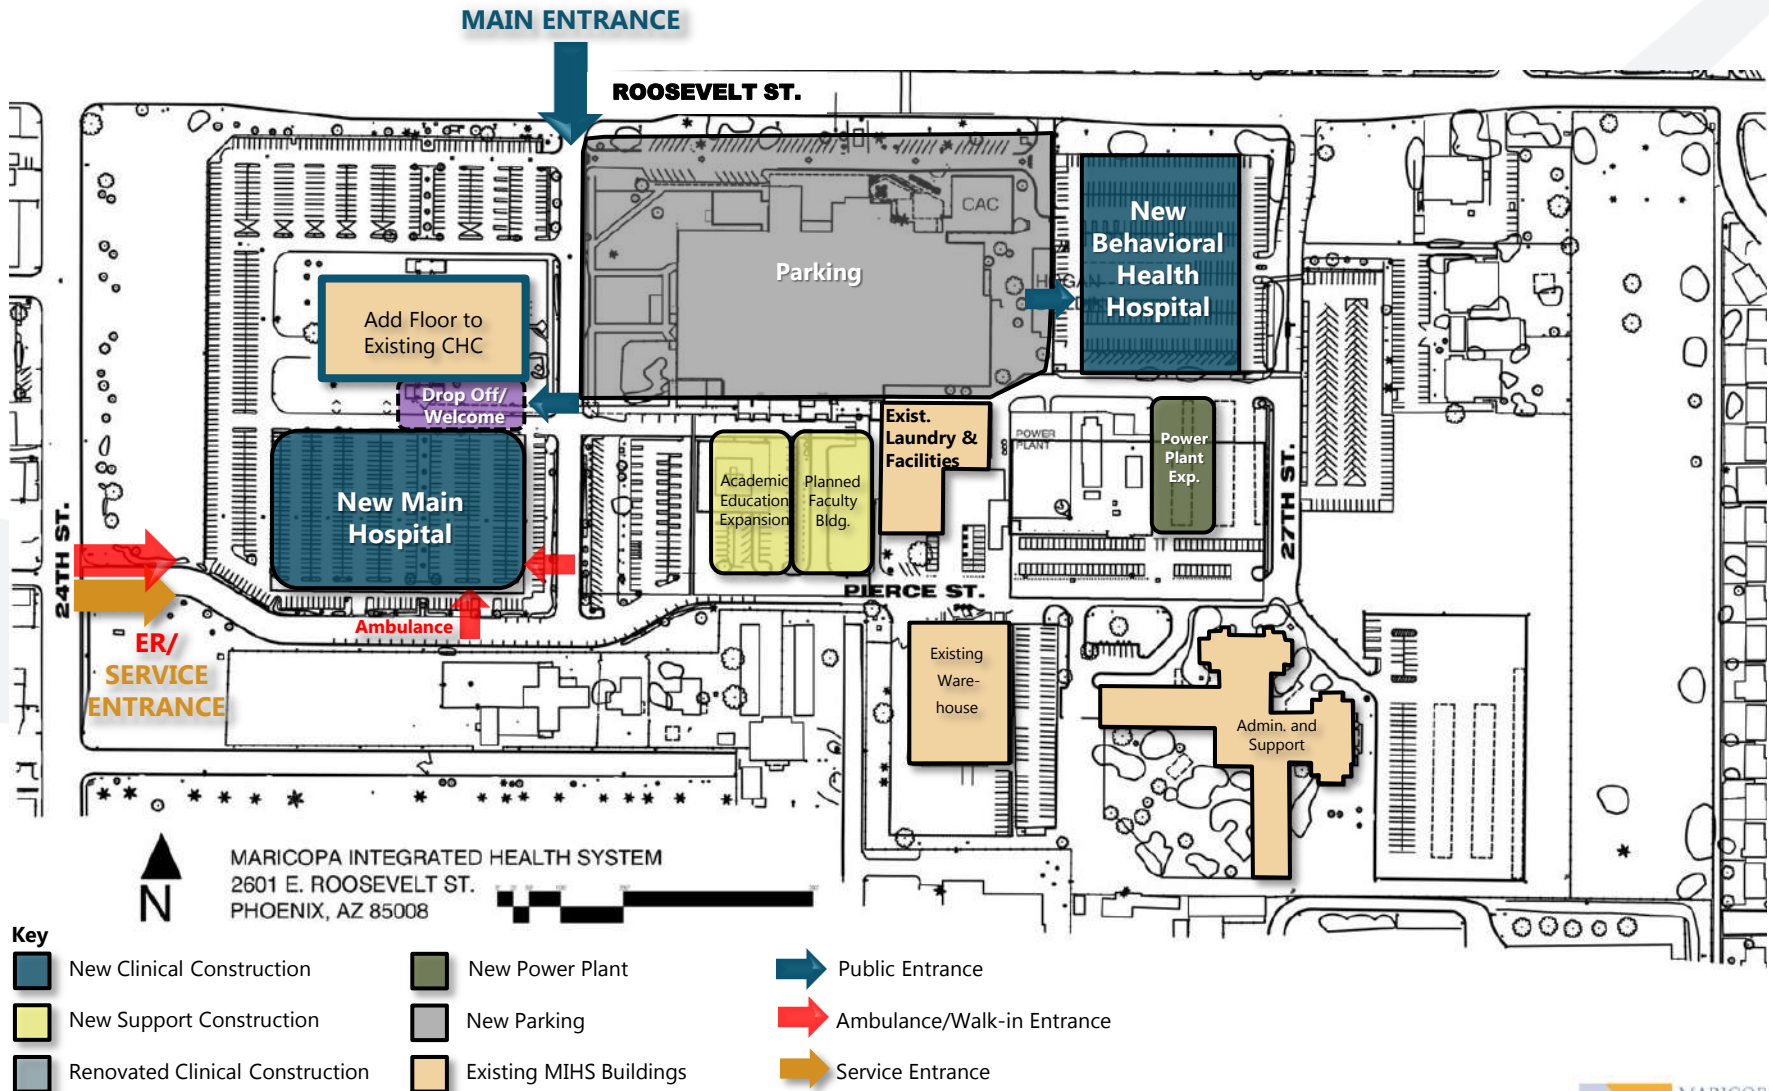 MAIN ENTRANCE
ROOSEVELT ST.
CAC
New
Behavioral
Health
Hospital
Parking
Add Floor to
Existing CHC
Drop Off/
Welcome
Exist.
Laundry &
Facilities
POWER
PLANT
Power
Plant
Exp.
Academic
Education
Expansion
Planned
Faculty
Bldg.
New Main
Hospital
24TH ST.
27TH ST.
PIERCE ST.
Ambulance
ER/
SERVICE
ENTRANCE
Existing
Ware-
house
Admin. and
Support
N
MARICOPA INTEGRATED HEALTH SYSTEM
2601 E. ROOSEVELT ST.
PHOENIX, AZ 85008
Key
New Clinical Construction
New Support Construction
Renovated Clinical Construction
New Power Plant
New Parking
Existing MIHS Buildings
Public Entrance
Ambulance/Walk-in Entrance
Service Entrance